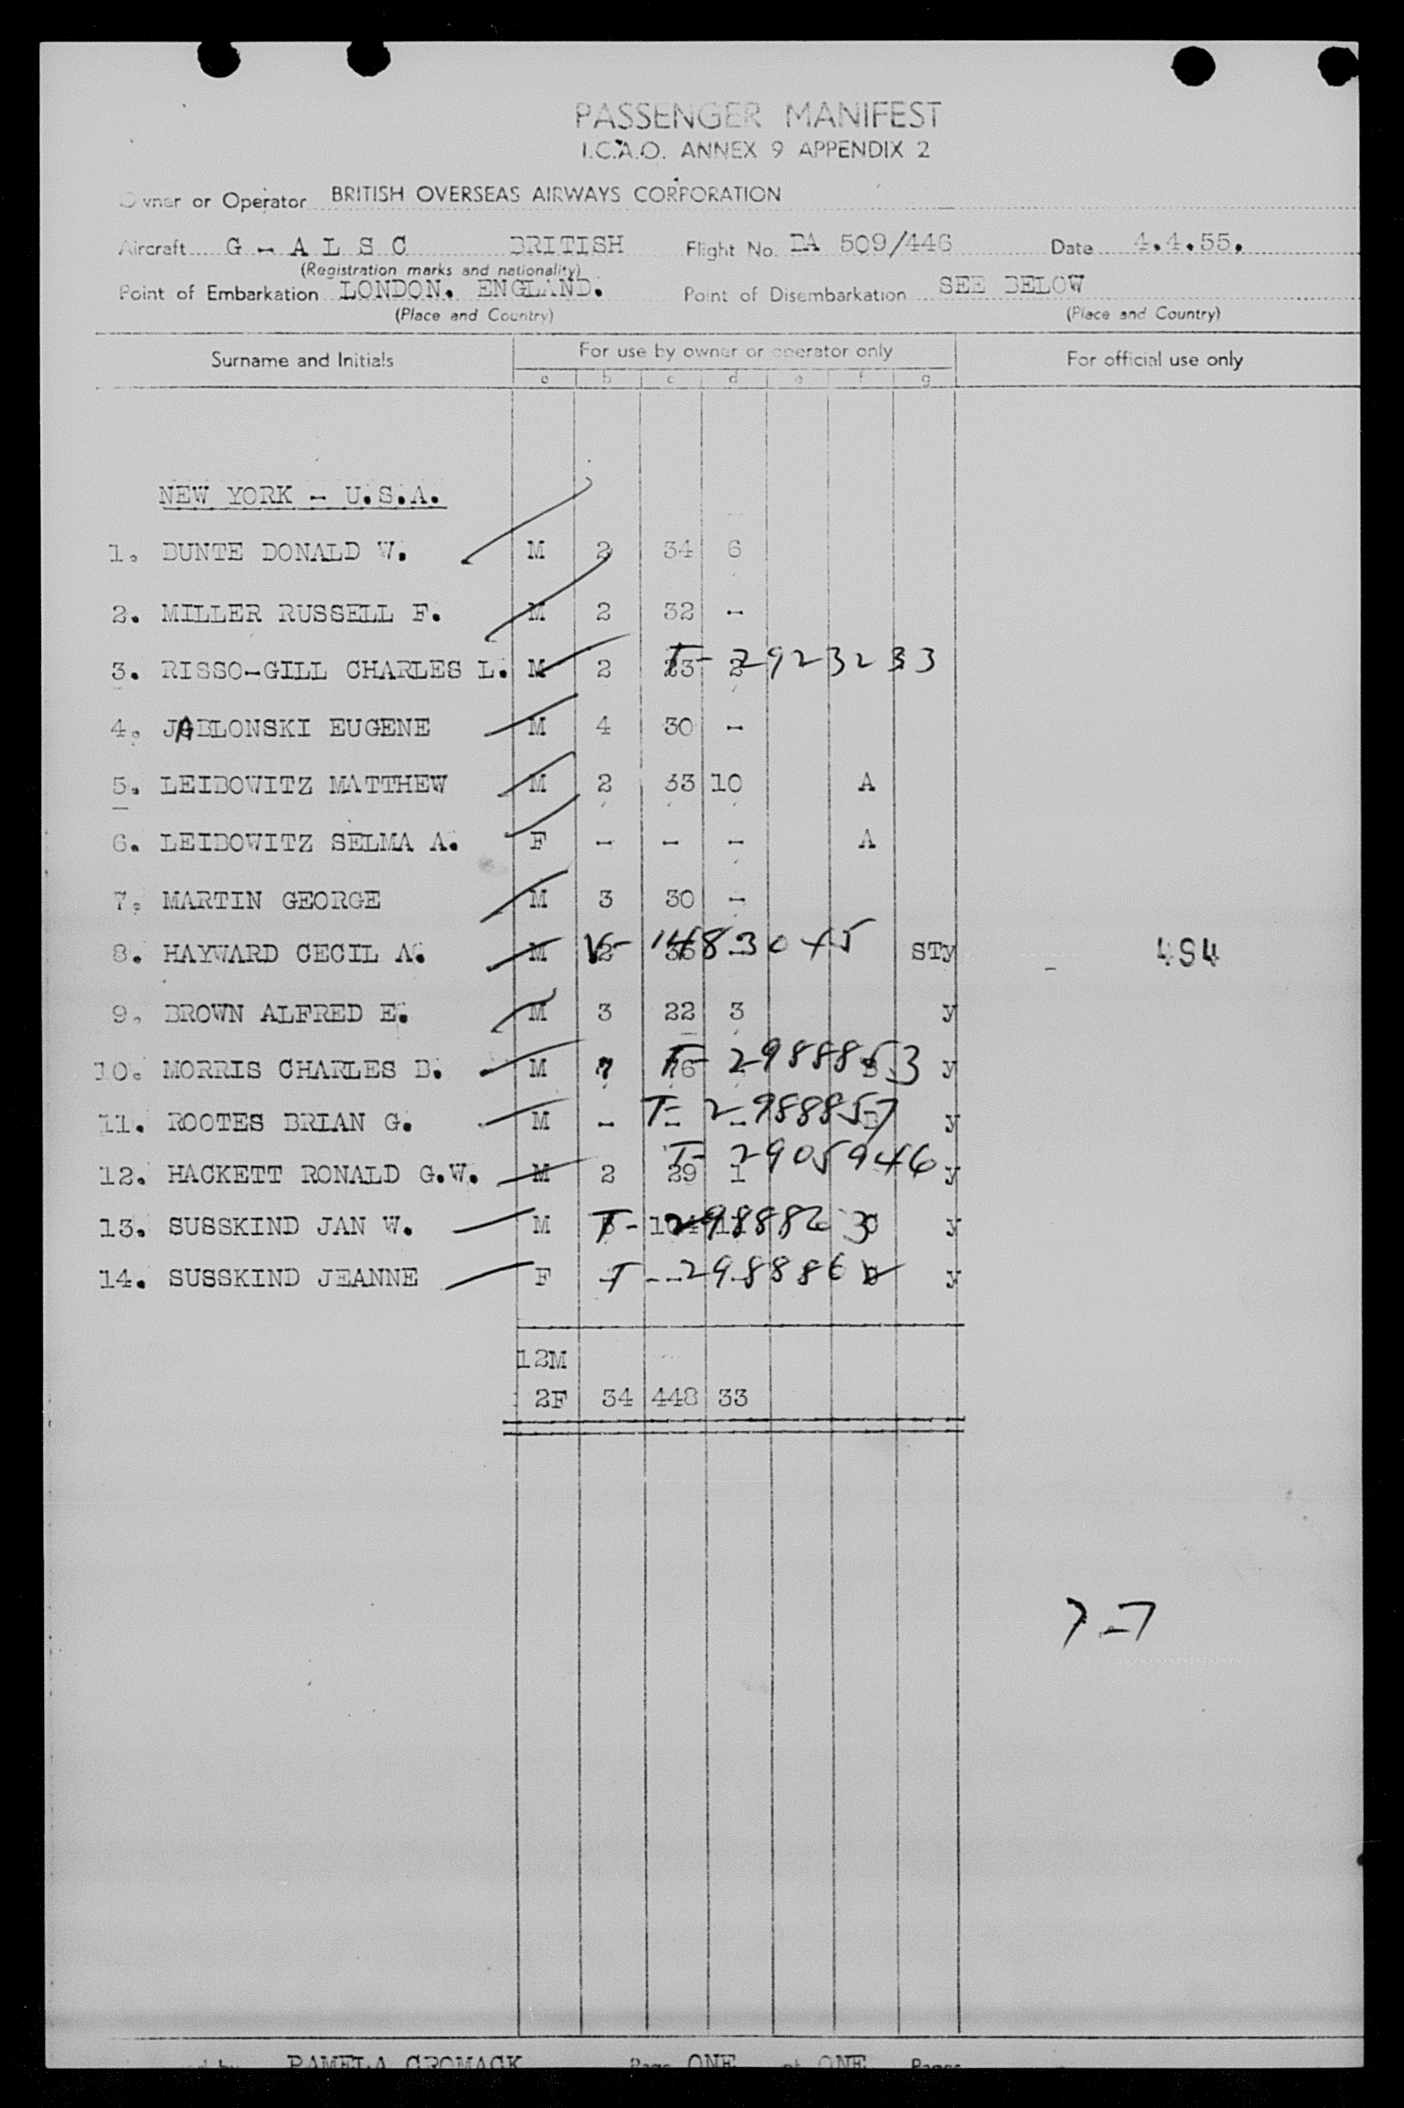 PASSENGER MANIFEST
I.C.A.O. ANNEX 9 APPENDIX 2
Owner or Operator BRITISH OVERSEAS AIRWAYS CORPORATION
Aircraft G - A L S C BRITISH Flight No. BA 509/446 Date 4.4.55.
(Registration marks and nationality)
Point of Embarkation LONDON. ENGLAND. Point of Disembarkation SEE BELOW
(Place and Country) (Place and Country)
Surname and Initials For use by owner or operator only For official use only
a b c d e f g
NEW YORK - U.S.A.
1. BUNTE DONALD W. M 2 34 6
2. MILLER RUSSELL F. M 2 32 -
3. RISSO-GILL CHARLES L. M 2 23 2 T-2923233
4. JABLONSKI EUGENE M 4 30 -
5. LEIBOWITZ MATTHEW M 2 33 10 A
6. LEIBOWITZ SELMA A. F - - - A
7. MARTIN GEORGE M 3 30 -
8. HAYWARD CECIL A. M 2 V-1483045 STy 494
9. BROWN ALFRED E. M 3 22 3 y
10. MORRIS CHARLES B. M T-2988853 y
11. ROOTES BRIAN G. M - - - T-2988857 B y
12. HACKETT RONALD G.W. M 2 29 1 T-2905946 y
13. SUSSKIND JAN W. M T-2988863 y
14. SUSSKIND JEANNE F - -- - T-298886 y
12M
2F 34 448 33
7-7
PAMELA CROMACK Page ONE of ONE Pages